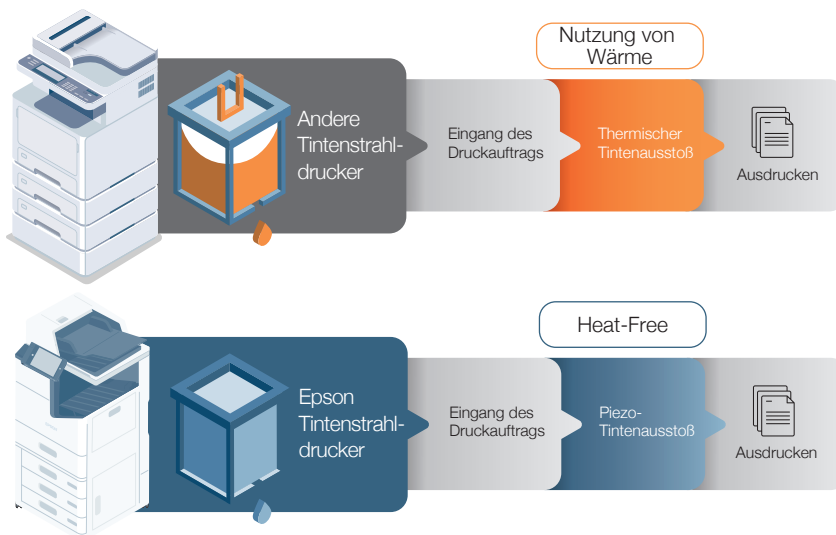 Nutzung von
Wärme
Andere
Tintenstrahl-
drucker
Eingang des
Druckauftrags
Thermischer
Tintenausstoß
Ausdrucken
Heat-Free
Epson
Tintenstrahl-
drucker
Eingang des
Druckauftrags
Piezo-
Tintenausstoß
Ausdrucken